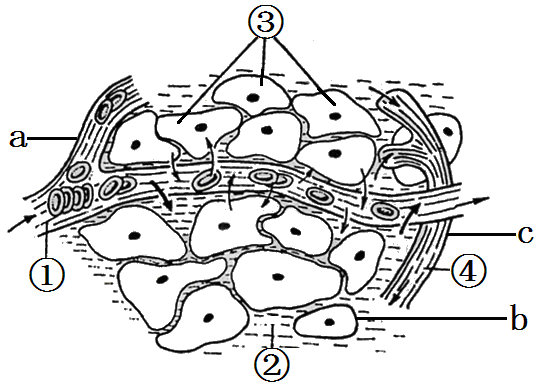 ③
a
①
c
④
b
②